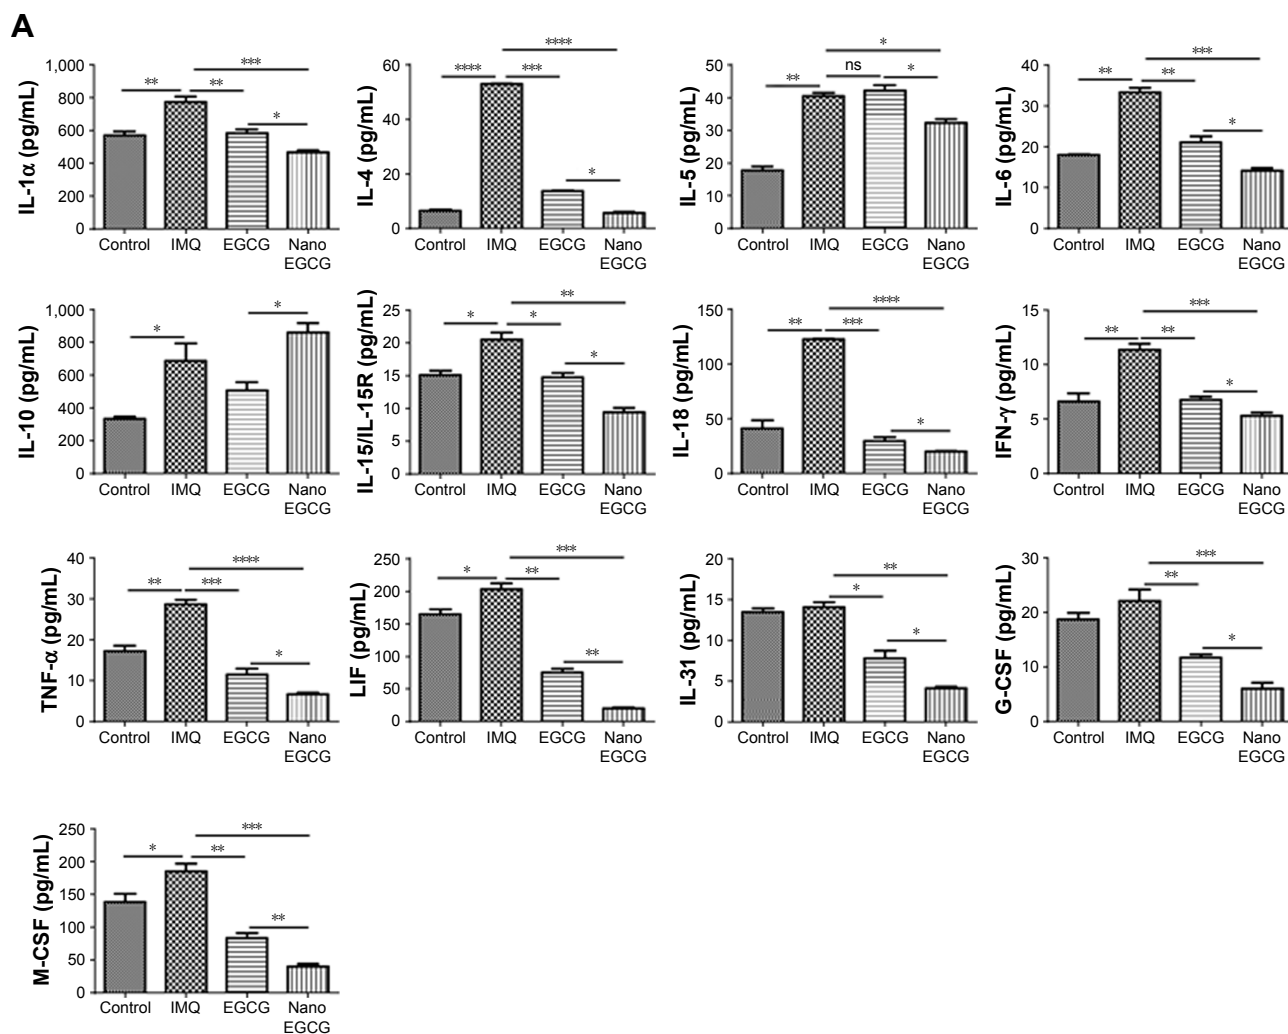 A
IL-1α (pg/mL)
1,000
800
600
400
200
0
** ** *** *
Control IMQ EGCG Nano
EGCG
IL-4 (pg/mL)
60
40
20
0
**** *** **** *
Control IMQ EGCG Nano
EGCG
IL-5 (pg/mL)
50
40
30
20
10
0
** ns * *
Control IMQ EGCG Nano
EGCG
IL-6 (pg/mL)
40
30
20
10
0
** ** *** *
Control IMQ EGCG Nano
EGCG
IL-10 (pg/mL)
1,000
800
600
400
200
0
* *
Control IMQ EGCG Nano
EGCG
IL-15/IL-15R (pg/mL)
25
20
15
10
5
0
* * ** *
Control IMQ EGCG Nano
EGCG
IL-18 (pg/mL)
150
100
50
0
** *** **** *
Control IMQ EGCG Nano
EGCG
IFN-γ (pg/mL)
15
10
5
0
** ** *** *
Control IMQ EGCG Nano
EGCG
TNF-α (pg/mL)
40
30
20
10
0
** *** **** *
Control IMQ EGCG Nano
EGCG
LIF (pg/mL)
250
200
150
100
50
0
* ** *** **
Control IMQ EGCG Nano
EGCG
IL-31 (pg/mL)
20
15
10
5
0
* ** *
Control IMQ EGCG Nano
EGCG
G-CSF (pg/mL)
30
20
10
0
** *** *
Control IMQ EGCG Nano
EGCG
M-CSF (pg/mL)
250
200
150
100
50
0
* ** *** **
Control IMQ EGCG Nano
EGCG